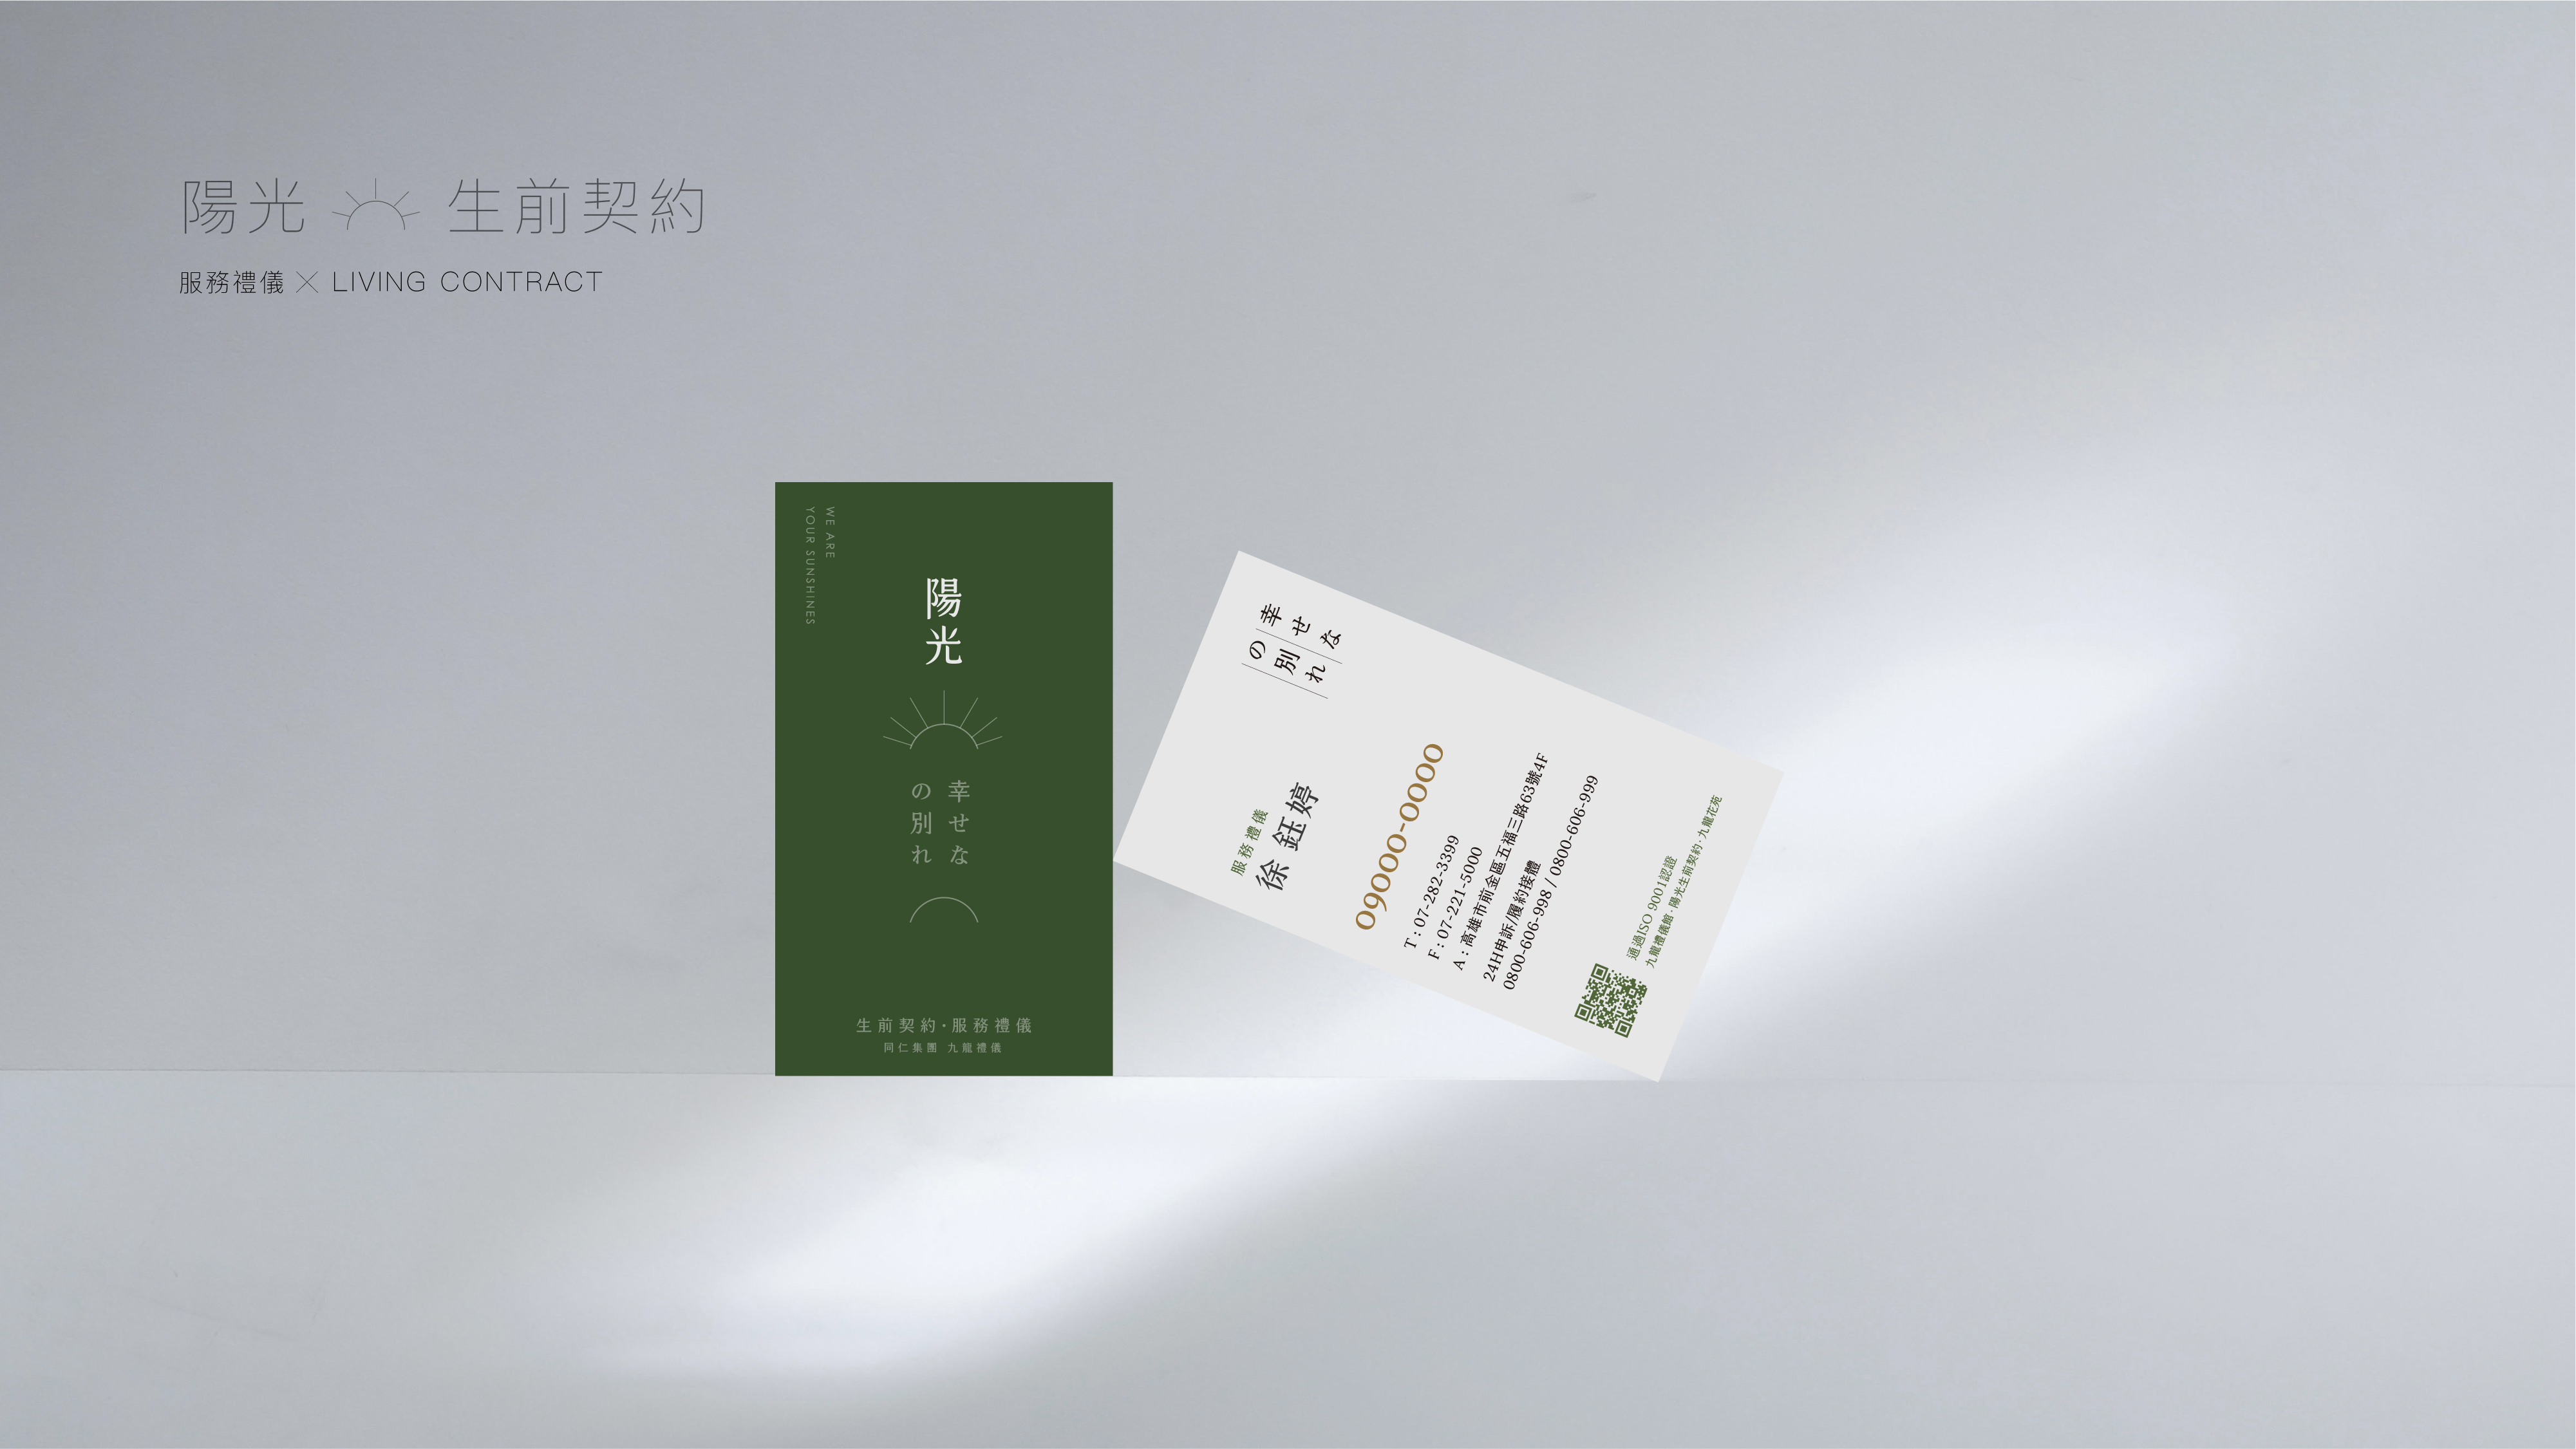 陽光 生前契約
服務禮儀 × LIVING CONTRACT
WE ARE
YOUR SUNSHINES
陽光
幸せな
の別れ
生前契約·服務禮儀
同仁集團 九龍禮儀
幸せな
の別れ
服務禮儀
徐鈺婷
09000-0000
T : 07-282-3399
F : 07-221-5000
A : 高雄市前金區五福三路63號4F
24H申訴/履約接體
0800-606-998 / 0800-606-999
通過ISO 9001認證
九龍禮儀館·陽光生前契約·九龍花苑